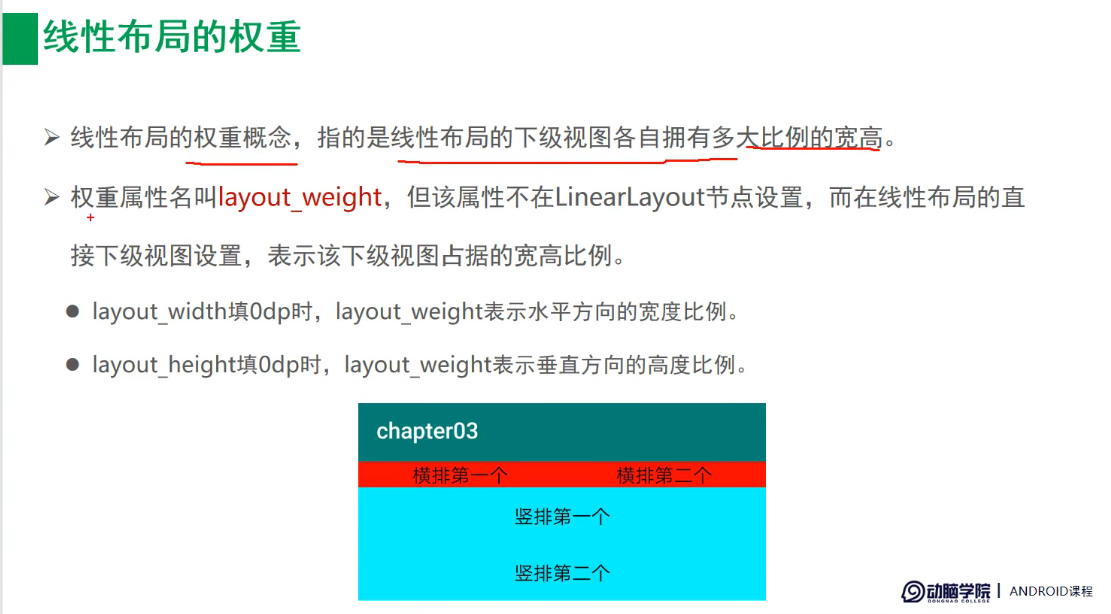 线性布局的权重
线性布局的权重概念，指的是线性布局的下级视图各自拥有多大比例的宽高。
权重属性名叫layout_weight，但该属性不在LinearLayout节点设置，而在线性布局的直
接下级视图设置，表示该下级视图占据的宽高比例。
layout_width填0dp时，layout_weight表示水平方向的宽度比例。
layout_height填0dp时，layout_weight表示垂直方向的高度比例。
chapter03
横排第一个 横排第二个
竖排第一个
竖排第二个
动脑学院 | ANDROID课程
DONGNAO COLLEGE